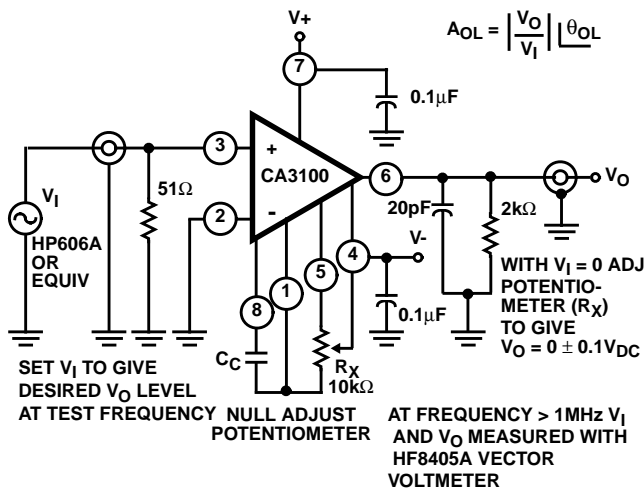 V+
A_OL = |V_O / V_I| θ_OL
7
0.1µF
3
+
CA3100
6
V_O
V_I
51Ω
20pF
2kΩ
2
-
V-
HP606A
OR
EQUIV
4
5
1
8
WITH V_I = 0 ADJ
POTENTIO-
METER (R_X)
TO GIVE
V_O = 0 ± 0.1V_DC
0.1µF
C_C
R_X
10kΩ
SET V_I TO GIVE
DESIRED V_O LEVEL
AT TEST FREQUENCY
NULL ADJUST
POTENTIOMETER
AT FREQUENCY > 1MHz V_I
AND V_O MEASURED WITH
HF8405A VECTOR
VOLTMETER